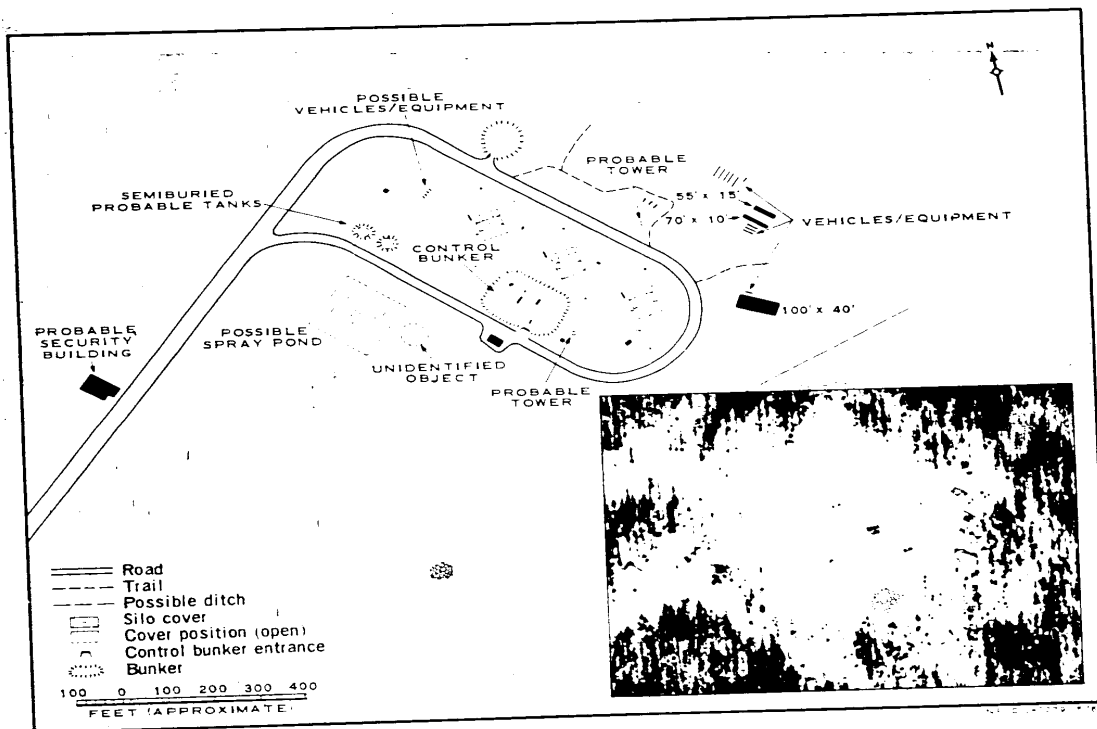 N
POSSIBLE
VEHICLES/EQUIPMENT
PROBABLE
TOWER
SEMIBURIED
PROBABLE TANKS
55' x 15'
70' x 10'
VEHICLES/EQUIPMENT
CONTROL
BUNKER
100' x 40'
PROBABLE
SECURITY
BUILDING
POSSIBLE
SPRAY POND
UNIDENTIFIED
OBJECT
PROBABLE
TOWER
Road
Trail
Possible ditch
Silo cover
Cover position (open)
Control bunker entrance
Bunker
100 0 100 200 300 400
FEET (APPROXIMATE)